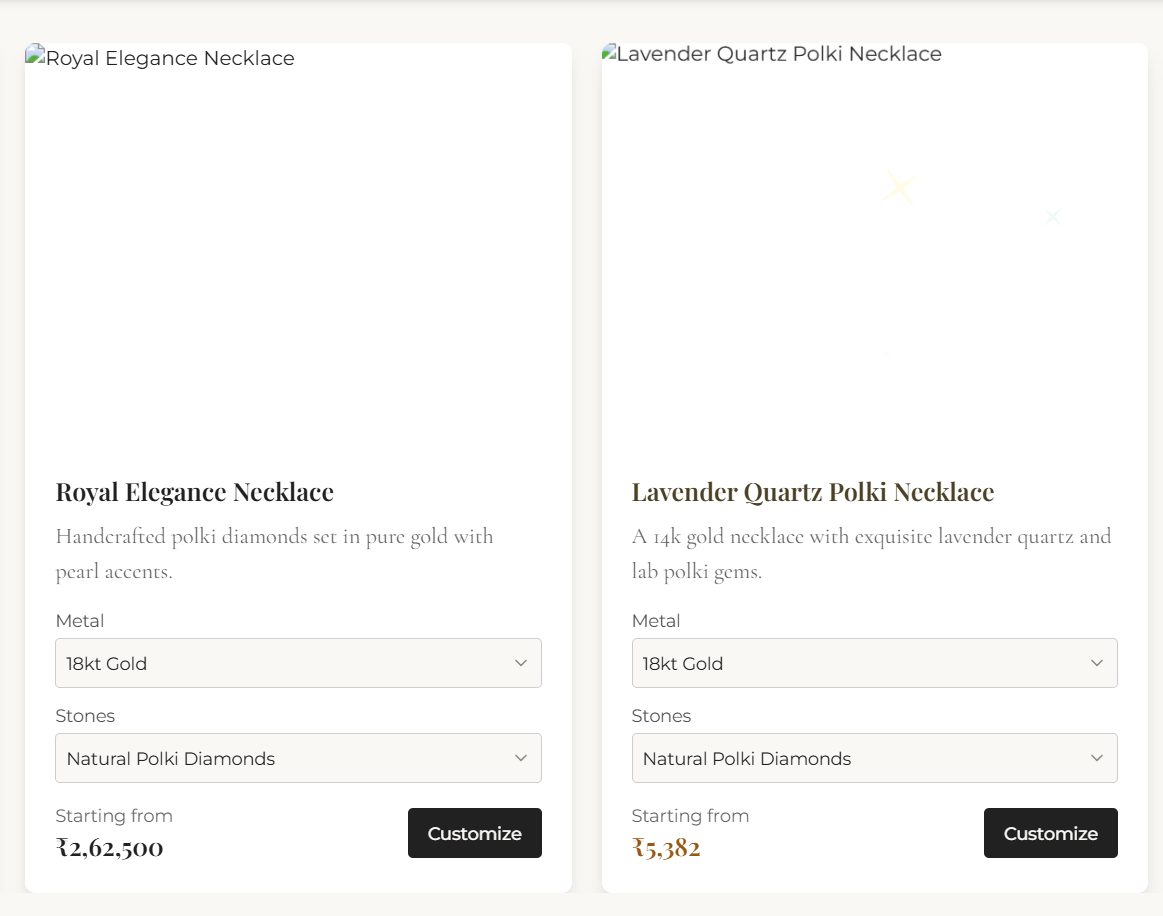 Royal Elegance Necklace
Royal Elegance Necklace
Handcrafted polki diamonds set in pure gold with
pearl accents.
Metal
18kt Gold
Stones
Natural Polki Diamonds
Starting from
₹2,62,500
Customize
Lavender Quartz Polki Necklace
Lavender Quartz Polki Necklace
A 14k gold necklace with exquisite lavender quartz and
lab polki gems.
Metal
18kt Gold
Stones
Natural Polki Diamonds
Starting from
₹5,382
Customize